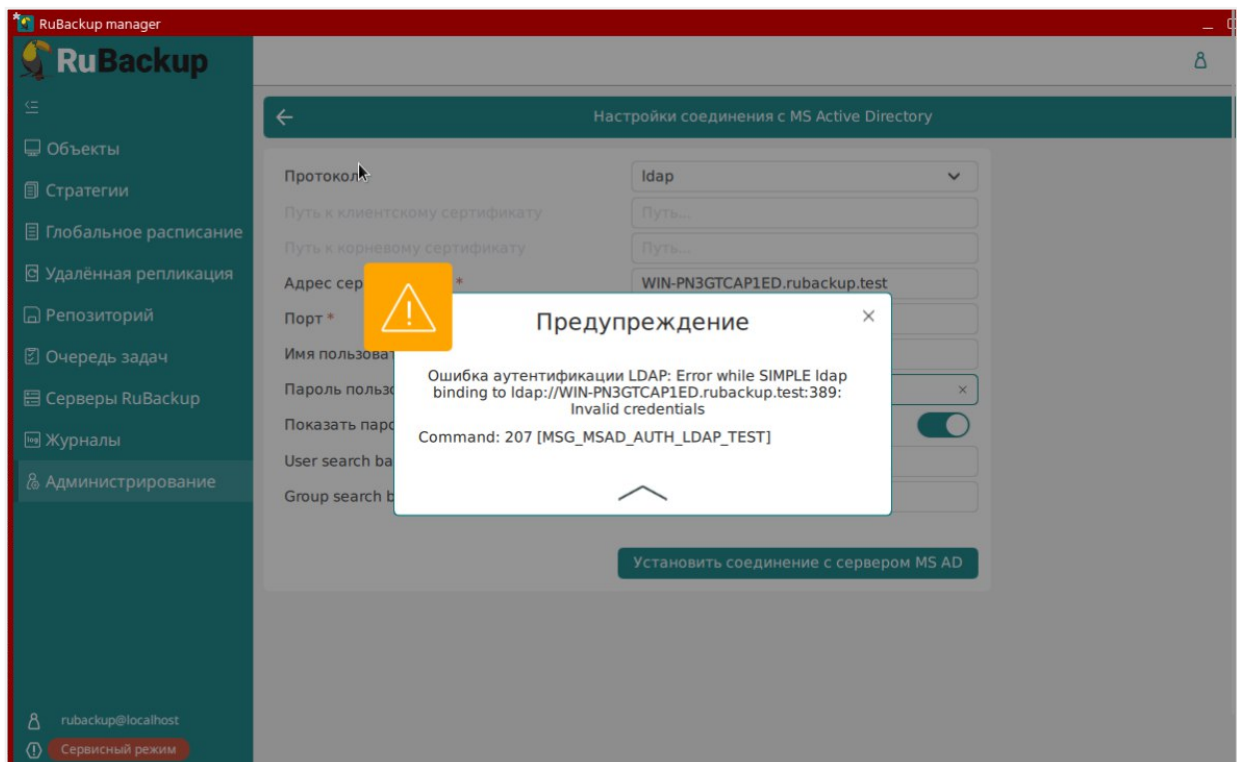 RuBackup manager
RuBackup
Настройки соединения с MS Active Directory
Объекты
Стратегии
Глобальное расписание
Удалённая репликация
Репозиторий
Очередь задач
Серверы RuBackup
Журналы
Администрирование
Протокол
ldap
Путь к клиентскому сертификату
Путь...
Путь к корневому сертификату
Путь...
Адрес сер *
WIN-PN3GTCAP1ED.rubackup.test
Порт *
Имя пользоват
Пароль пользо
Показать паро
User search ba
Group search b
Предупреждение
Ошибка аутентификации LDAP: Error while SIMPLE ldap
binding to ldap://WIN-PN3GTCAP1ED.rubackup.test:389:
Invalid credentials
Command: 207 [MSG_MSAD_AUTH_LDAP_TEST]
Установить соединение с сервером MS AD
rubackup@localhost
Сервисный режим